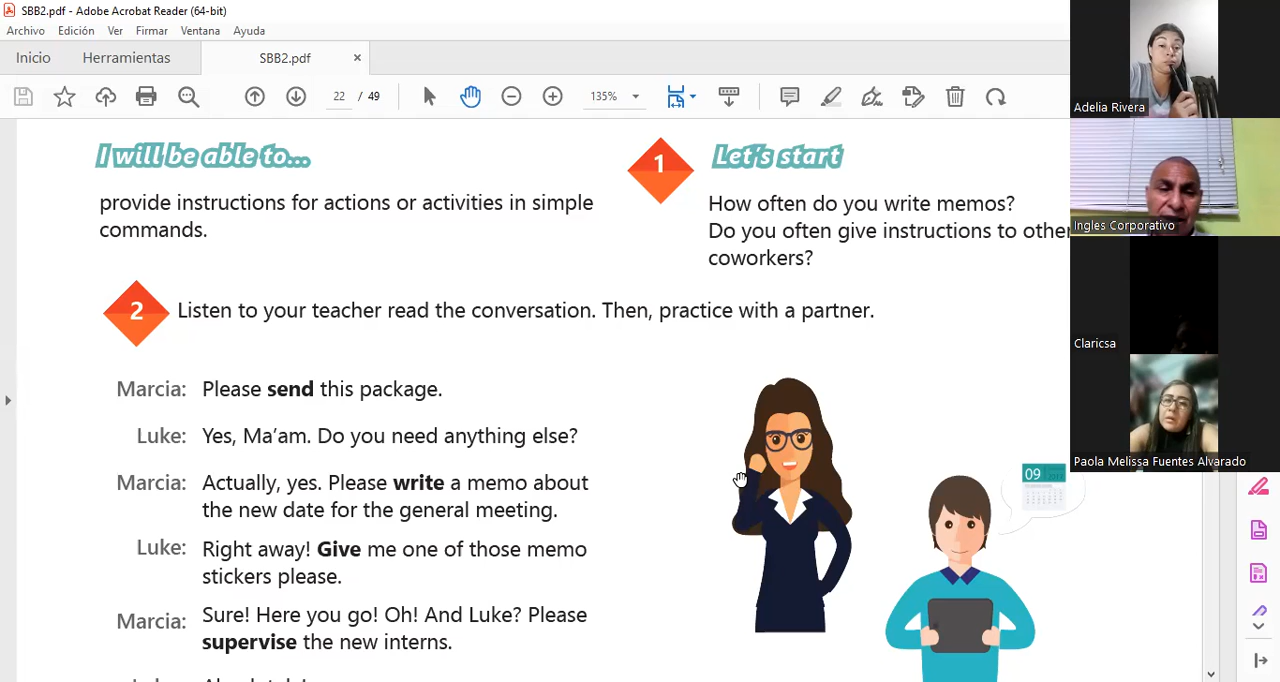 SBB2.pdf - Adobe Acrobat Reader (64-bit)
Archivo Edición Ver Firmar Ventana Ayuda
Inicio Herramientas SBB2.pdf ×
22 / 49 135%
I will be able to...
provide instructions for actions or activities in simple
commands.
1 Let's start
How often do you write memos?
Do you often give instructions to other
coworkers?
2 Listen to your teacher read the conversation. Then, practice with a partner.
Marcia: Please send this package.
Luke: Yes, Ma'am. Do you need anything else?
Marcia: Actually, yes. Please write a memo about
the new date for the general meeting.
Luke: Right away! Give me one of those memo
stickers please.
Marcia: Sure! Here you go! Oh! And Luke? Please
supervise the new interns.
09
Adelia Rivera
Ingles Corporativo
Claricsa
Paola Melissa Fuentes Alvarado